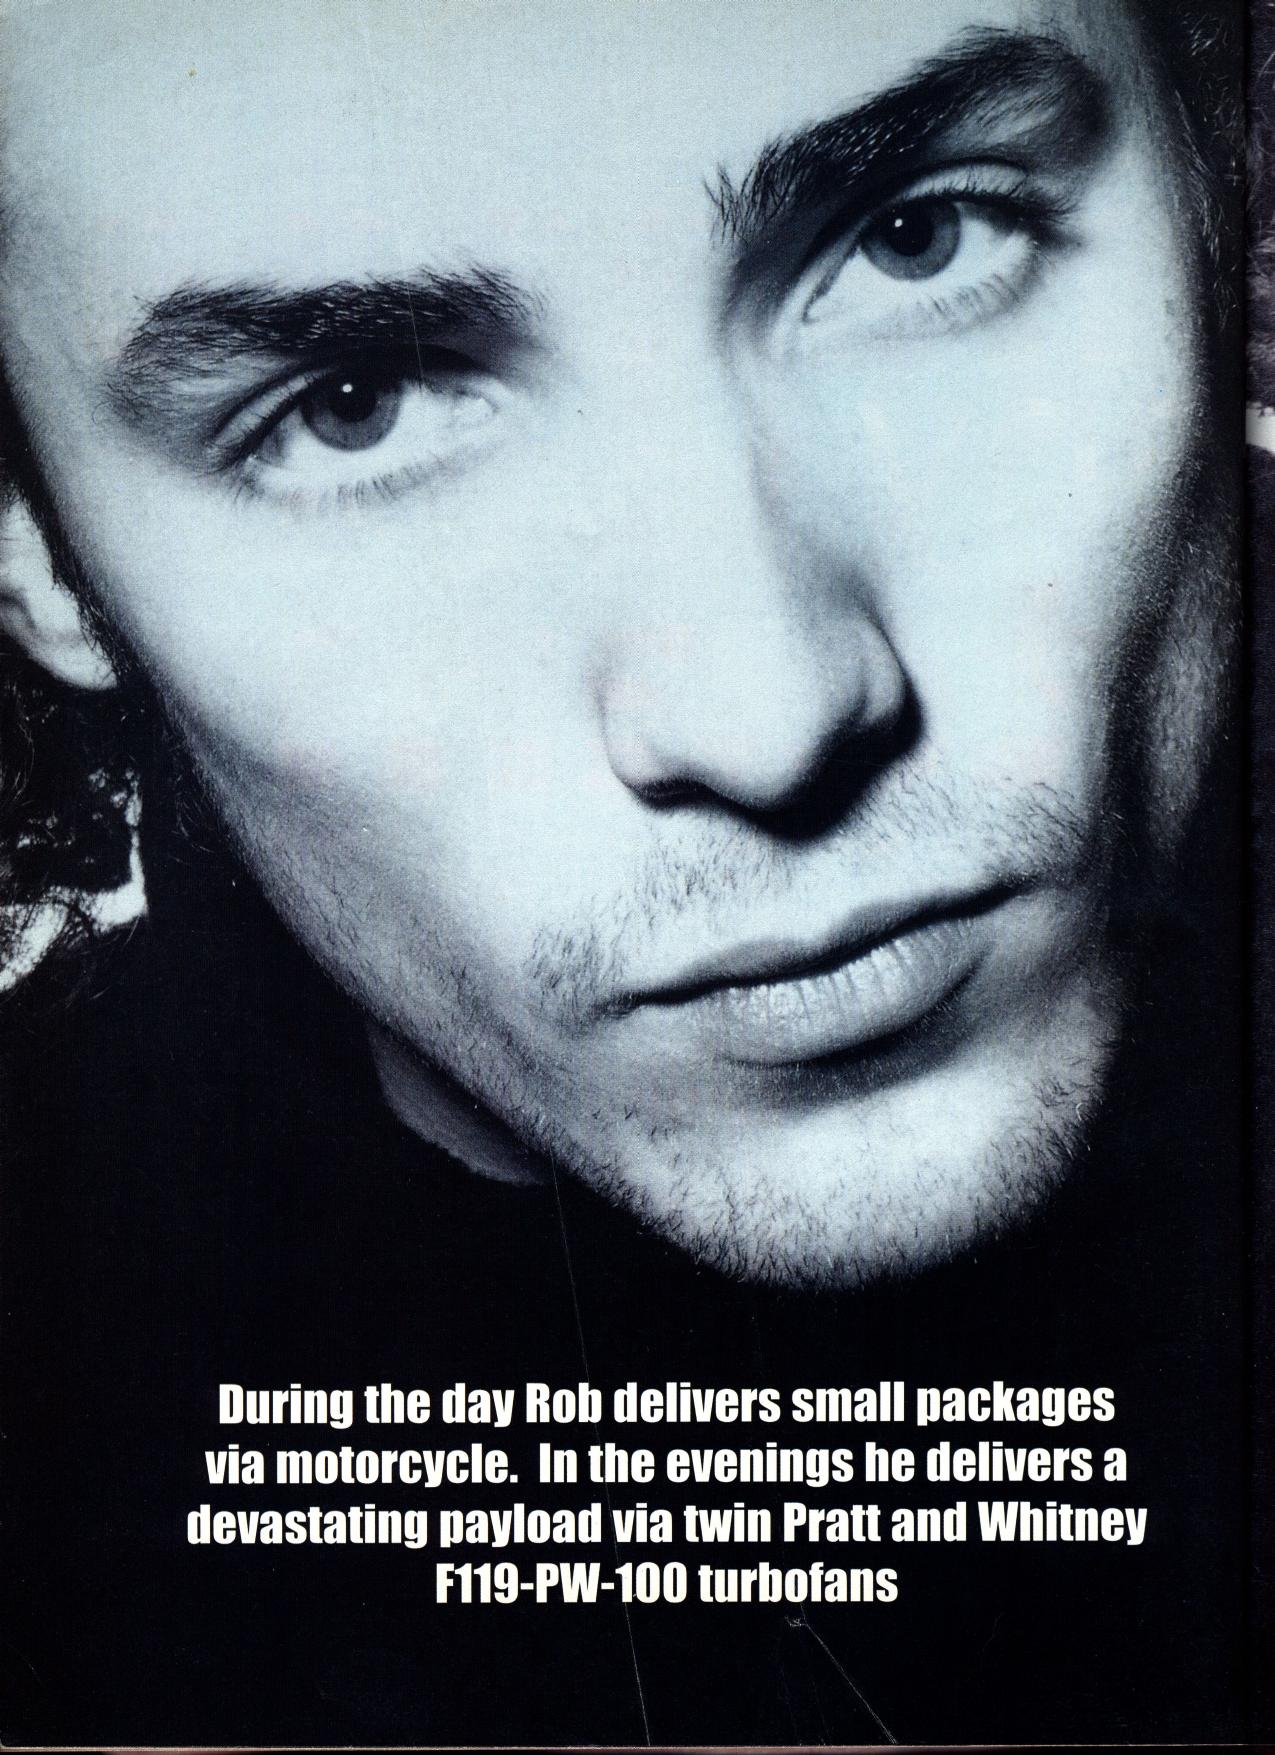 During the day Rob delivers small packages
via motorcycle.  In the evenings he delivers a
devastating payload via twin Pratt and Whitney
F119-PW-100 turbofans